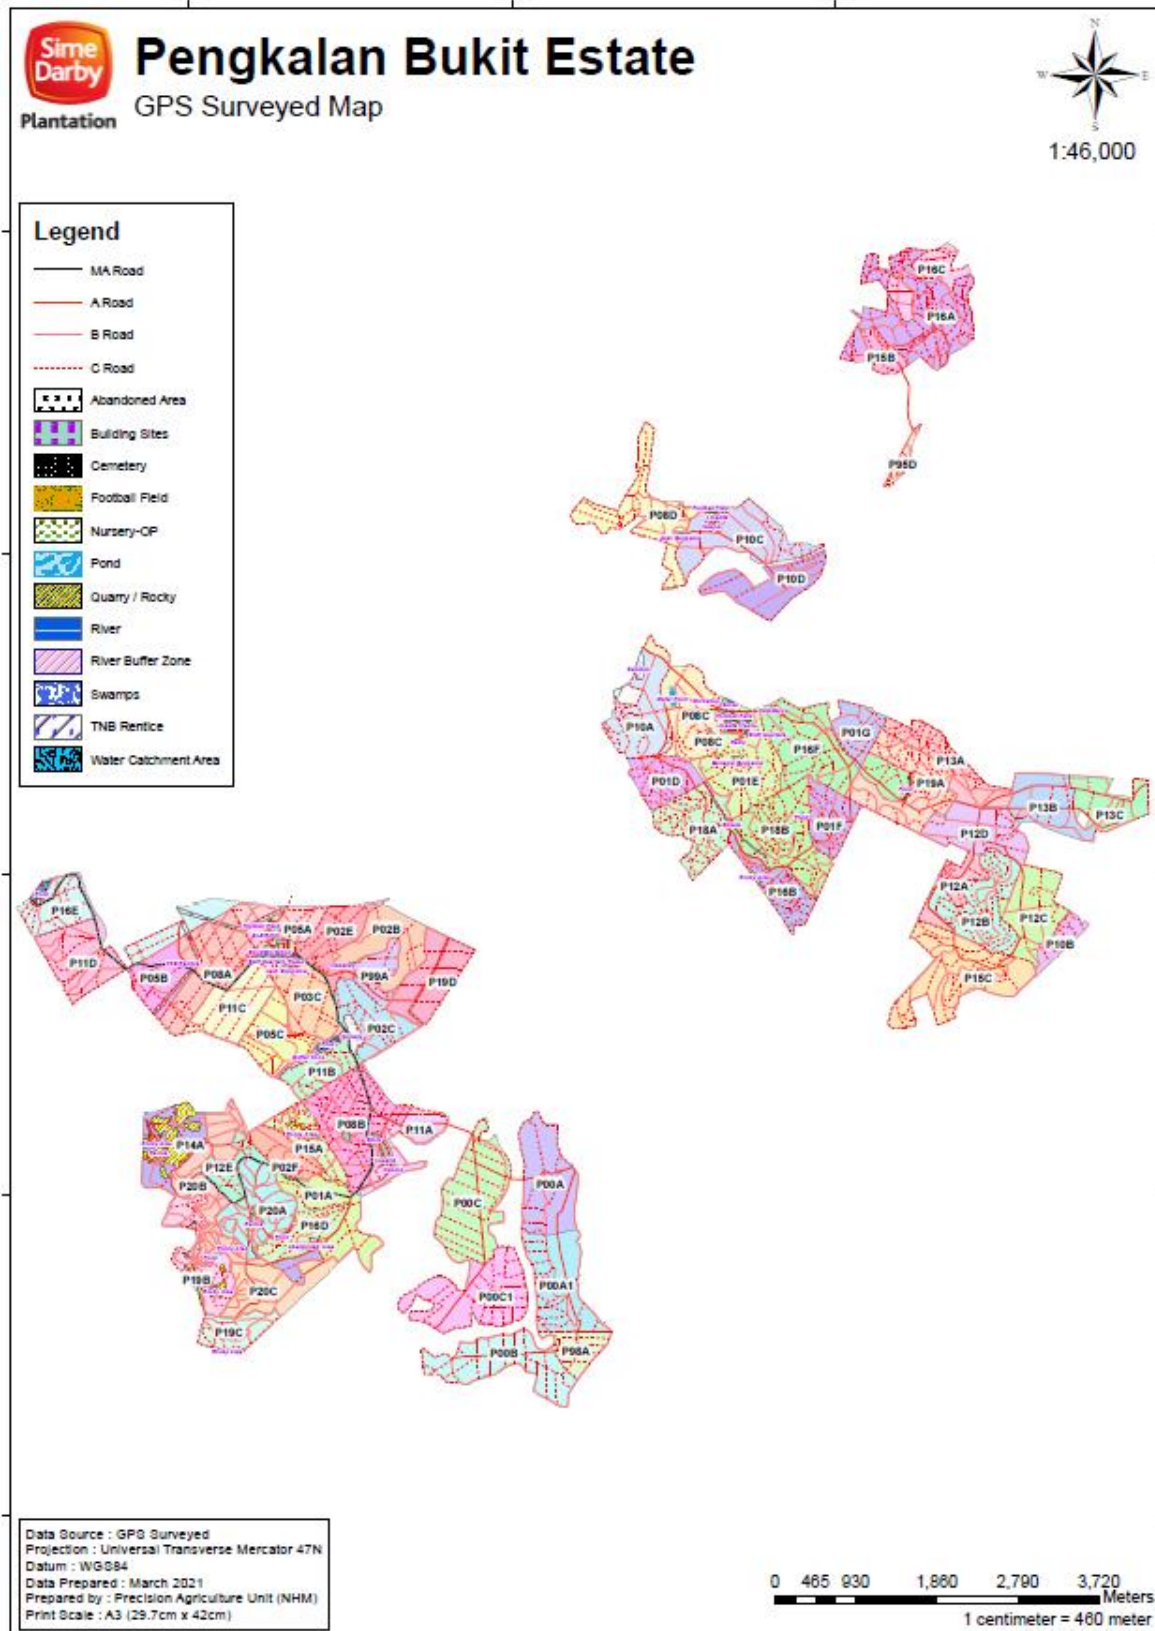 Sime
Darby
Plantation
Pengkalan Bukit Estate
GPS Surveyed Map
N
W
E
S
1:46,000
Legend
MA Road
A Road
B Road
C Road
Abandoned Area
Building Sites
Cemetery
Football Field
Nursery-OP
Pond
Quarry / Rocky
River
River Buffer Zone
Swamps
TNB Rentice
Water Catchment Area
P16C
P16A
P15B
P95D
P08D
P10C
P10D
P10A
P08C
P08C
P16F
P01G
P13A
P01D
P01E
P19A
P13B
P13C
P18A
P18B
P01F
P12D
P16B
P12A
P12B
P12C
P10B
P15C
P16E
P11D
P05B
P08A
P05A
P02E
P02B
P99A
P19D
P11C
P03C
P05C
P02C
P11B
P08B
P11A
P14A
P15A
P12E
P02F
P20B
P01A
P20A
P16D
P19B
P20C
P19C
P00C
P00A
P00C1
P00A1
P00B
P98A
Data Source : GPS Surveyed
Projection : Universal Transverse Mercator 47N
Datum : WGS84
Data Prepared : March 2021
Prepared by : Precision Agriculture Unit (NHM)
Print Scale : A3 (29.7cm x 42cm)
0 465 930 1,860 2,790 3,720
Meters
1 centimeter = 460 meter